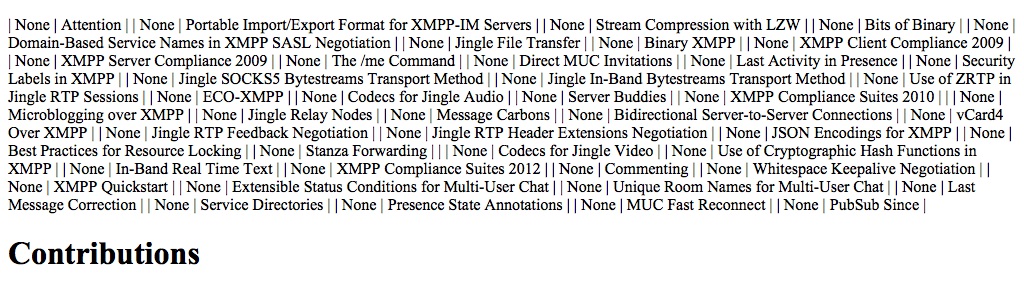 | None | Attention | | None | Portable Import/Export Format for XMPP-IM Servers | | None | Stream Compression with LZW | | None | Bits of Binary | | None |
Domain-Based Service Names in XMPP SASL Negotiation | | None | Jingle File Transfer | | None | Binary XMPP | | None | XMPP Client Compliance 2009 |
| None | XMPP Server Compliance 2009 | | None | The /me Command | | None | Direct MUC Invitations | | None | Last Activity in Presence | | None | Security
Labels in XMPP | | None | Jingle SOCKS5 Bytestreams Transport Method | | None | Jingle In-Band Bytestreams Transport Method | | None | Use of ZRTP in
Jingle RTP Sessions | | None | ECO-XMPP | | None | Codecs for Jingle Audio | | None | Server Buddies | | None | XMPP Compliance Suites 2010 | | | None |
Microblogging over XMPP | | None | Jingle Relay Nodes | | None | Message Carbons | | None | Bidirectional Server-to-Server Connections | | None | vCard4
Over XMPP | | None | Jingle RTP Feedback Negotiation | | None | Jingle RTP Header Extensions Negotiation | | None | JSON Encodings for XMPP | | None |
Best Practices for Resource Locking | | None | Stanza Forwarding | | | None | Codecs for Jingle Video | | None | Use of Cryptographic Hash Functions in
XMPP | | None | In-Band Real Time Text | | None | XMPP Compliance Suites 2012 | | None | Commenting | | None | Whitespace Keepalive Negotiation | |
None | XMPP Quickstart | | None | Extensible Status Conditions for Multi-User Chat | | None | Unique Room Names for Multi-User Chat | | None | Last
Message Correction | | None | Service Directories | | None | Presence State Annotations | | None | MUC Fast Reconnect | | None | PubSub Since |
Contributions